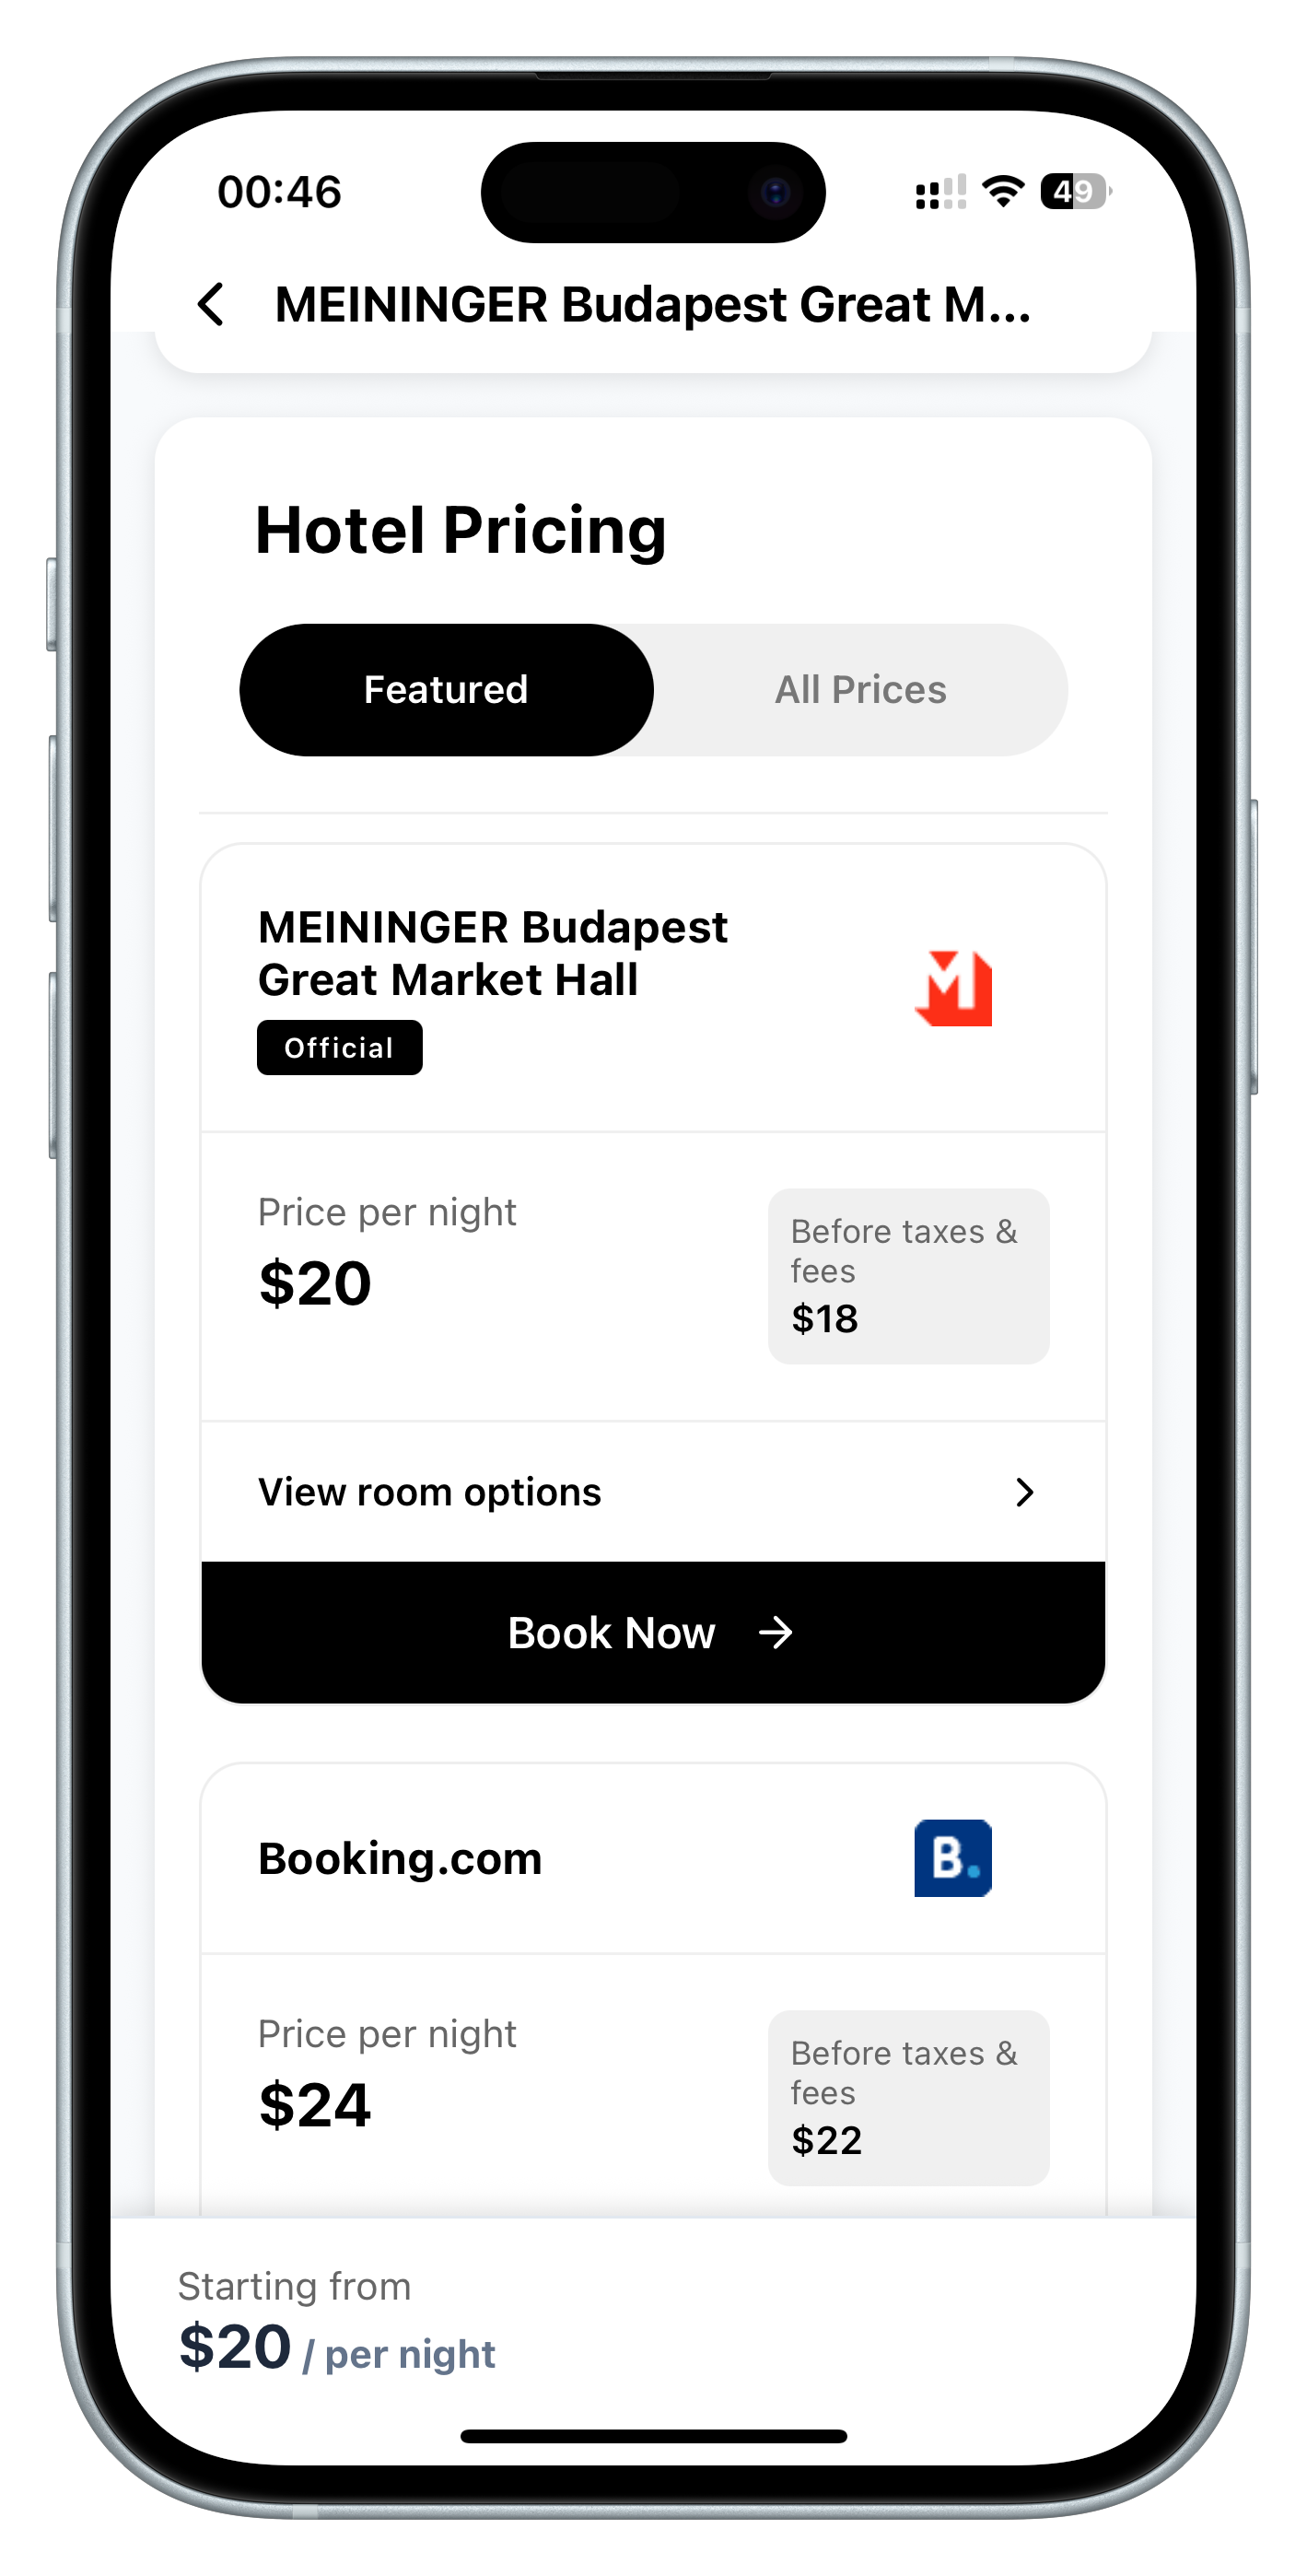 00:46
49
MEININGER Budapest Great M...
Hotel Pricing
Featured
All Prices
MEININGER Budapest
Great Market Hall
Official
M
Price per night
$20
Before taxes &
fees
$18
View room options
Book Now
Booking.com
B.
Price per night
$24
Before taxes &
fees
$22
Starting from
$20 / per night